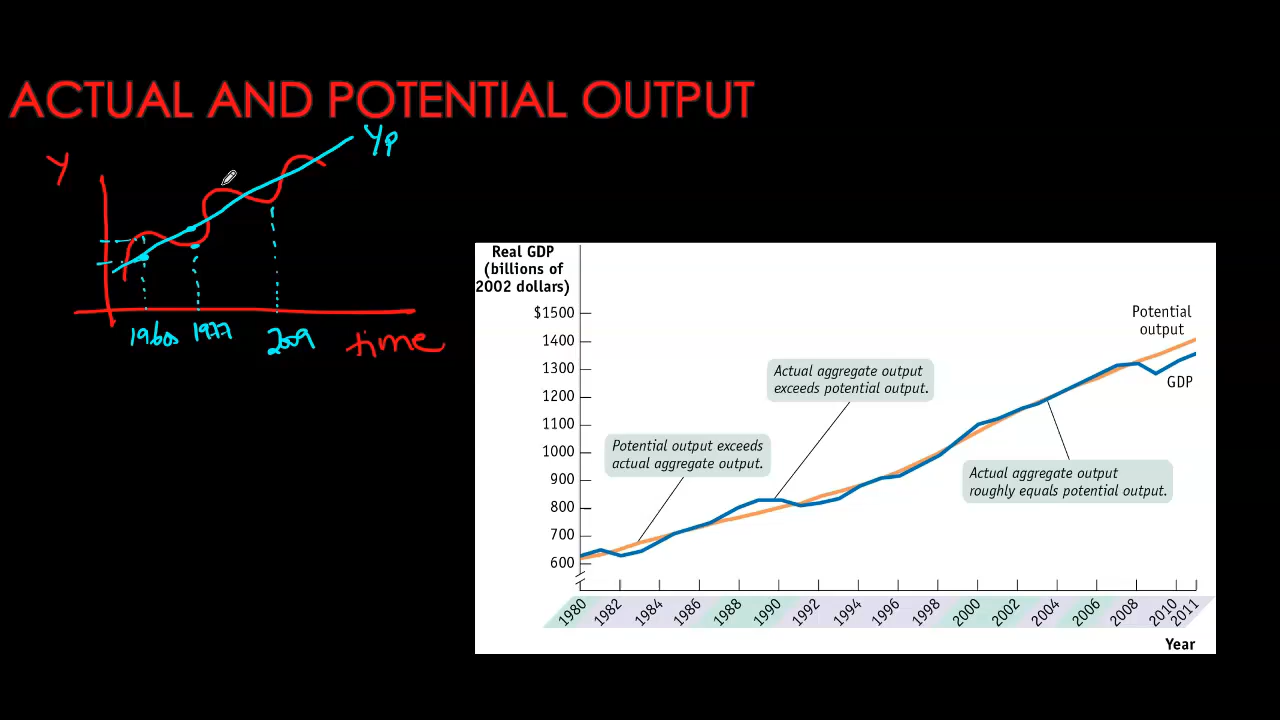 ACTUAL AND POTENTIAL OUTPUT
Y
Yp
1960s 1977 2009 time
Real GDP
(billions of
2002 dollars)
$1500
1400
1300
1200
1100
1000
900
800
700
600
Potential
output
GDP
Actual aggregate output
exceeds potential output.
Potential output exceeds
actual aggregate output.
Actual aggregate output
roughly equals potential output.
1980 1982 1984 1986 1988 1990 1992 1994 1996 1998 2000 2002 2004 2006 2008 2010 2011
Year